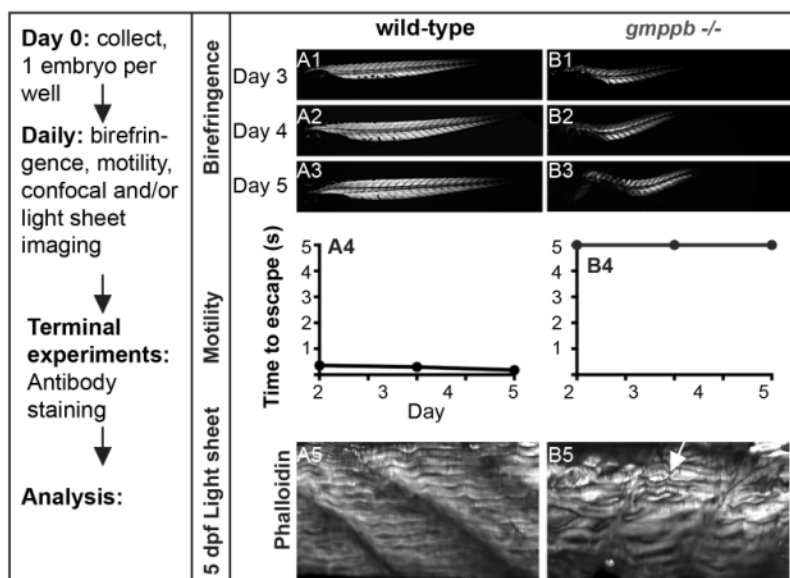 Day 0: collect,
1 embryo per
well
Daily: birefrin-
gence, motility,
confocal and/or
light sheet
imaging
Terminal
experiments:
Antibody
staining
Analysis:
Birefringence
Motility
5 dpf Light sheet
wild-type
gmppb -/-
Day 3
A1
B1
Day 4
A2
B2
Day 5
A3
B3
Time to escape (s)
A4
5
4
3
2
1
2 3 4 5
Day
B4
5
4
3
2
1
2 3 4 5
Phalloidin
A5
B5